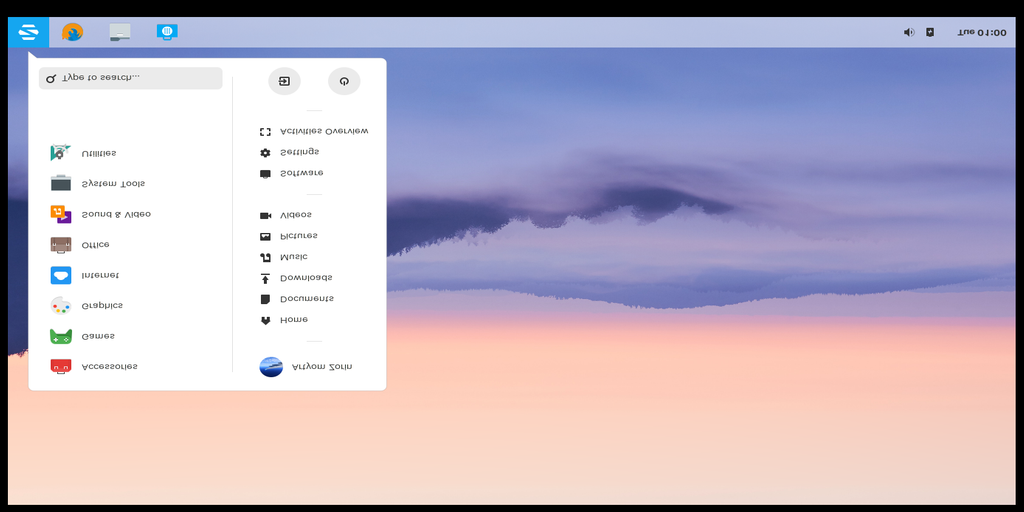 Accessories
Games
Graphics
Internet
Office
Sound & Video
System Tools
Utilities
Type to search...
Artyom Zorin
Home
Documents
Downloads
Music
Pictures
Videos
Software
Settings
Activities Overview
Tue 01:00